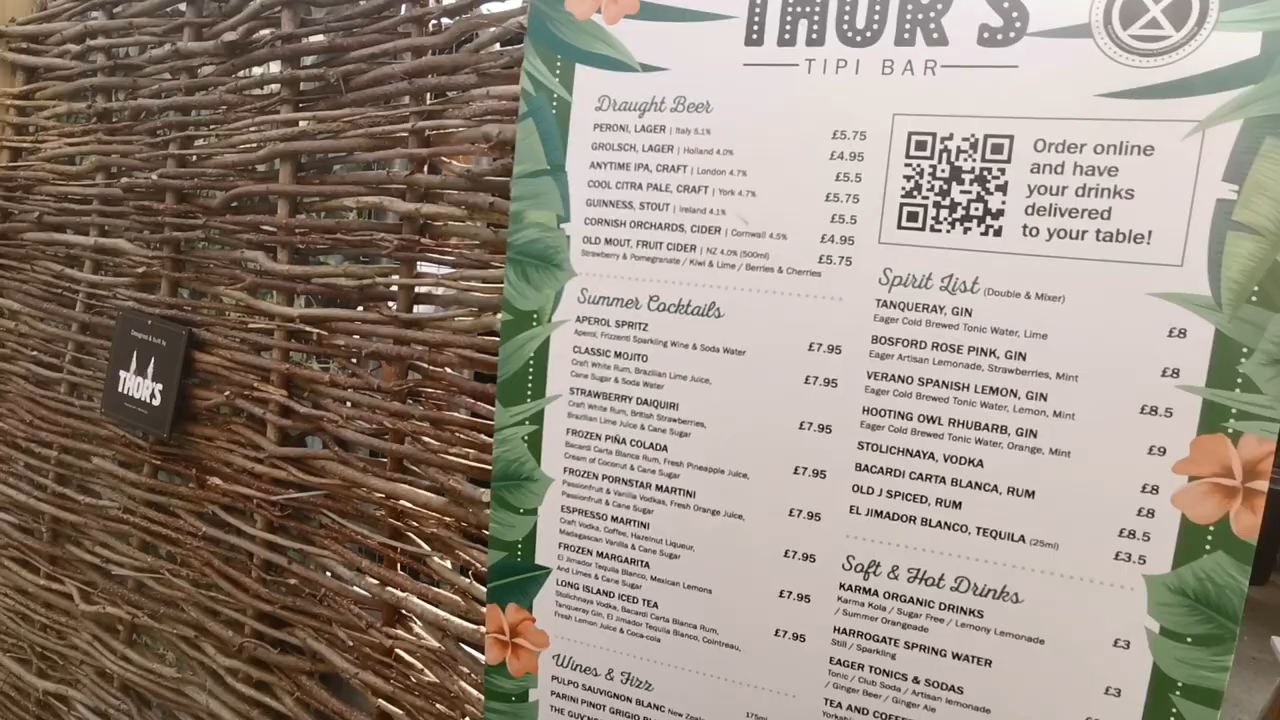 THOR'S
TIPI BAR
Draught Beer
PERONI, LAGER | Italy 5.1% £5.75
GROLSCH, LAGER | Holland 4.0% £4.95
ANYTIME IPA, CRAFT | London 4.7% £5.5
COOL CITRA PALE, CRAFT | York 4.7% £5.75
GUINNESS, STOUT | Ireland 4.1% £5.5
CORNISH ORCHARDS, CIDER | Cornwall 4.5% £4.95
OLD MOUT, FRUIT CIDER | NZ 4.0% (500ml) £5.75
Strawberry & Pomegranate / Kiwi & Lime / Berries & Cherries
Summer Cocktails
APEROL SPRITZ £7.95
Aperol, Frizzenti Sparkling Wine & Soda Water
CLASSIC MOJITO £7.95
Craft White Rum, Brazilian Lime Juice,
Cane Sugar & Soda Water
STRAWBERRY DAIQUIRI £7.95
Craft White Rum, British Strawberries,
Brazilian Lime Juice & Cane Sugar
FROZEN PIÑA COLADA £7.95
Bacardi Carta Blanca Rum, Fresh Pineapple Juice,
Cream of Coconut & Cane Sugar
FROZEN PORNSTAR MARTINI £7.95
Passionfruit & Vanilla Vodkas, Fresh Orange Juice,
Passionfruit & Cane Sugar
ESPRESSO MARTINI £7.95
Craft Vodka, Coffee, Hazelnut Liqueur,
Madagascan Vanilla & Cane Sugar
FROZEN MARGARITA £7.95
El Jimador Tequila Blanco, Mexican Lemons
And Limes & Cane Sugar
LONG ISLAND ICED TEA £7.95
Stolichnaya Vodka, Bacardi Carta Blanca Rum,
Tanqueray Gin, El Jimador Tequila Blanco, Cointreau,
Fresh Lemon Juice & Coca-cola
Wines & Fizz
175ml
PULPO SAUVIGNON BLANC New
PARINI PINOT GRIGIO
THE
Order online
and have
your drinks
delivered
to your table!
Spirit List (Double & Mixer)
TANQUERAY, GIN £8
Eager Cold Brewed Tonic Water, Lime
BOSFORD ROSE PINK, GIN £8
Eager Artisan Lemonade, Strawberries, Mint
VERANO SPANISH LEMON, GIN £8.5
Eager Cold Brewed Tonic Water, Lemon, Mint
HOOTING OWL RHUBARB, GIN £9
Eager Cold Brewed Tonic Water, Orange, Mint
STOLICHNAYA, VODKA £8
BACARDI CARTA BLANCA, RUM £8
OLD J SPICED, RUM £8.5
EL JIMADOR BLANCO, TEQUILA (25ml) £3.5
Soft & Hot Drinks
KARMA ORGANIC DRINKS £3
Karma Kola / Sugar Free / Lemony Lemonade
/ Summer Orangeade
HARROGATE SPRING WATER £3
Still / Sparkling
EAGER TONICS & SODAS
Tonic / Club Soda / Artisan lemonade
/ Ginger Beer / Ginger Ale
TEA AND
Designed & built by
THOR'S